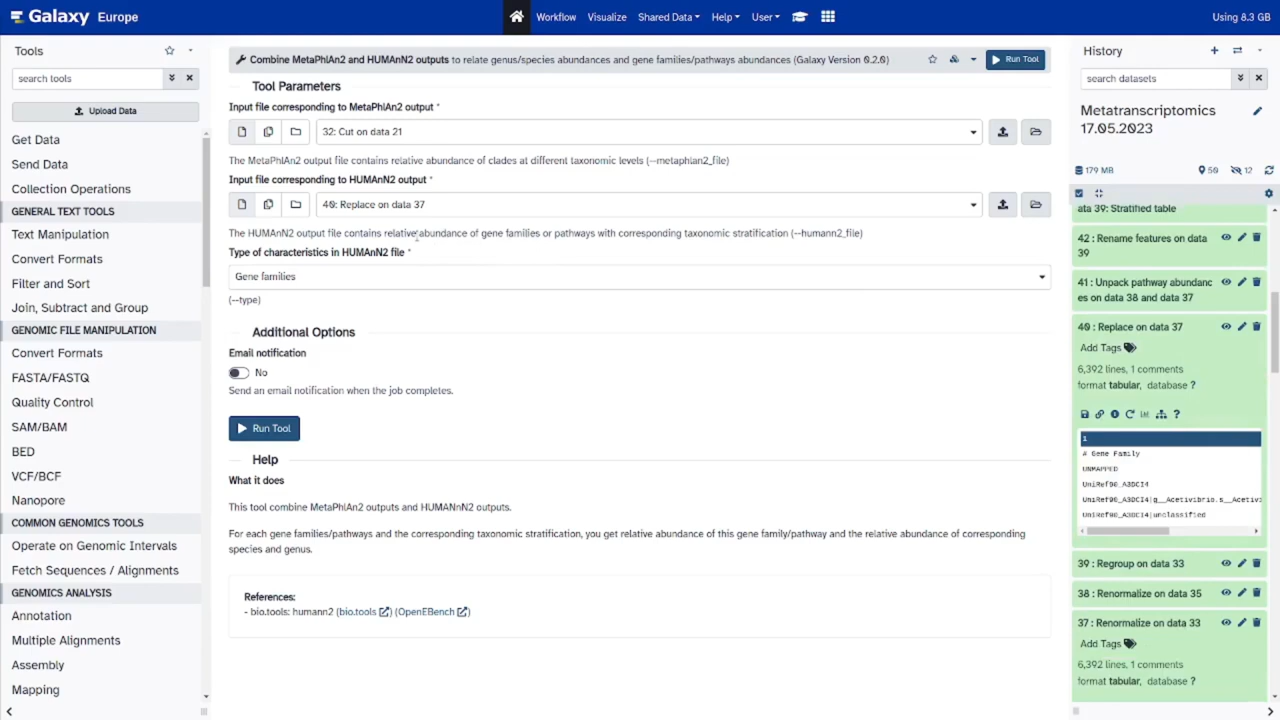 Galaxy Europe
Workflow Visualize Shared Data Help User
Using 8.3 GB
Tools
search tools
Upload Data
Get Data
Send Data
Collection Operations
GENERAL TEXT TOOLS
Text Manipulation
Convert Formats
Filter and Sort
Join, Subtract and Group
GENOMIC FILE MANIPULATION
Convert Formats
FASTA/FASTQ
Quality Control
SAM/BAM
BED
VCF/BCF
Nanopore
COMMON GENOMICS TOOLS
Operate on Genomic Intervals
Fetch Sequences / Alignments
GENOMICS ANALYSIS
Annotation
Multiple Alignments
Assembly
Mapping
Combine MetaPhlAn2 and HUMAnN2 outputs to relate genus/species abundances and gene families/pathways abundances (Galaxy Version 0.2.0)
Run Tool
Tool Parameters
Input file corresponding to MetaPhlAn2 output *
32: Cut on data 21
The MetaPhlAn2 output file contains relative abundance of clades at different taxonomic levels (--metaphlan2_file)
Input file corresponding to HUMAnN2 output *
40: Replace on data 37
The HUMAnN2 output file contains relative abundance of gene families or pathways with corresponding taxonomic stratification (--humann2_file)
Type of characteristics in HUMAnN2 file *
Gene families
(--type)
Additional Options
Email notification
No
Send an email notification when the job completes.
Run Tool
Help
What it does
This tool combine MetaPhlAn2 outputs and HUMANnN2 outputs.
For each gene families/pathways and the corresponding taxonomic stratification, you get relative abundance of this gene family/pathway and the relative abundance of corresponding
species and genus.
References:
- bio.tools: humann2 (bio.tools) (OpenEBench)
History
search datasets
Metatranscriptomics
17.05.2023
179 MB
50 12
ata 39: Stratified table
42 : Rename features on data
39
41 : Unpack pathway abundanc
es on data 38 and data 37
40 : Replace on data 37
Add Tags
6,392 lines, 1 comments
format tabular, database ?
1
# Gene Family
UNMAPPED
UniRef90_A3DCI4
UniRef90_A3DCI4|g__Acetivibrio.s__Acetivi
UniRef90_A3DCI4|unclassified
39 : Regroup on data 33
38 : Renormalize on data 35
37 : Renormalize on data 33
Add Tags
6,392 lines, 1 comments
format tabular, database ?